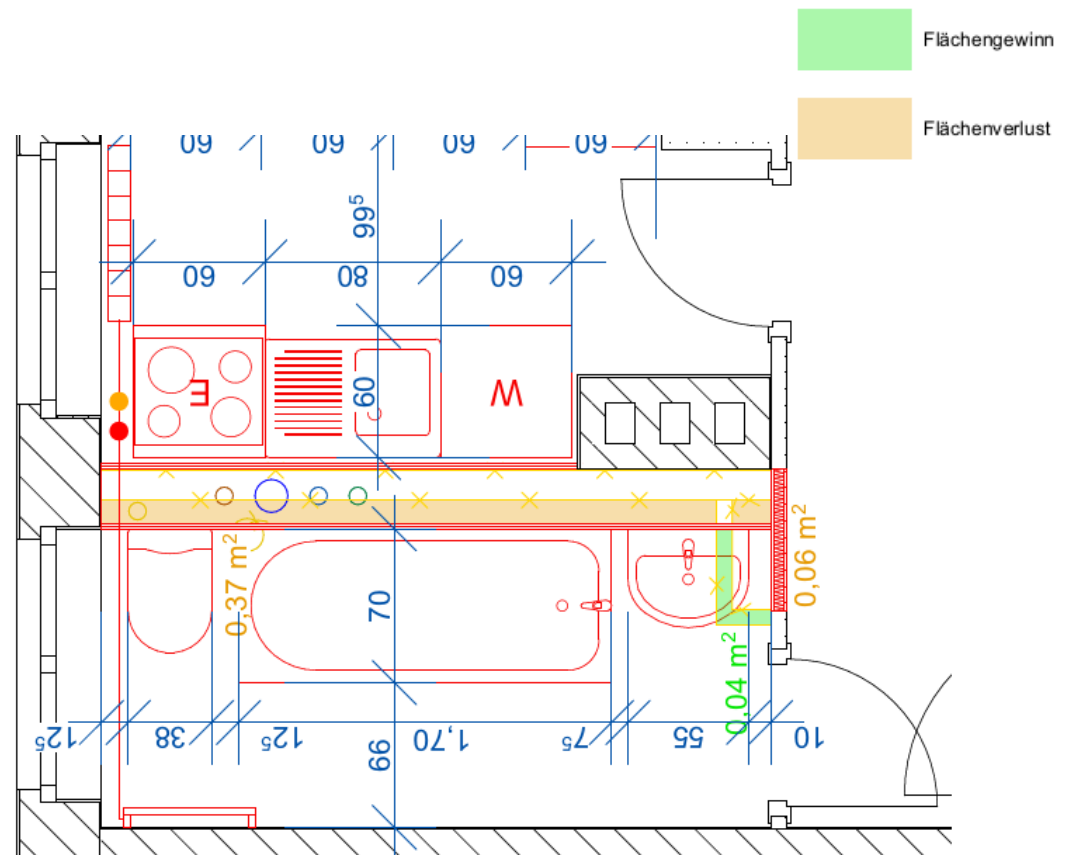 Flächengewinn
Flächenverlust
60 60 60 60
99⁵
60 80 60
E
60
W
0,37 m²
0,06 m²
70
0,04 m²
12⁵ 38 12⁵ 1,70 7⁵ 55 10
66